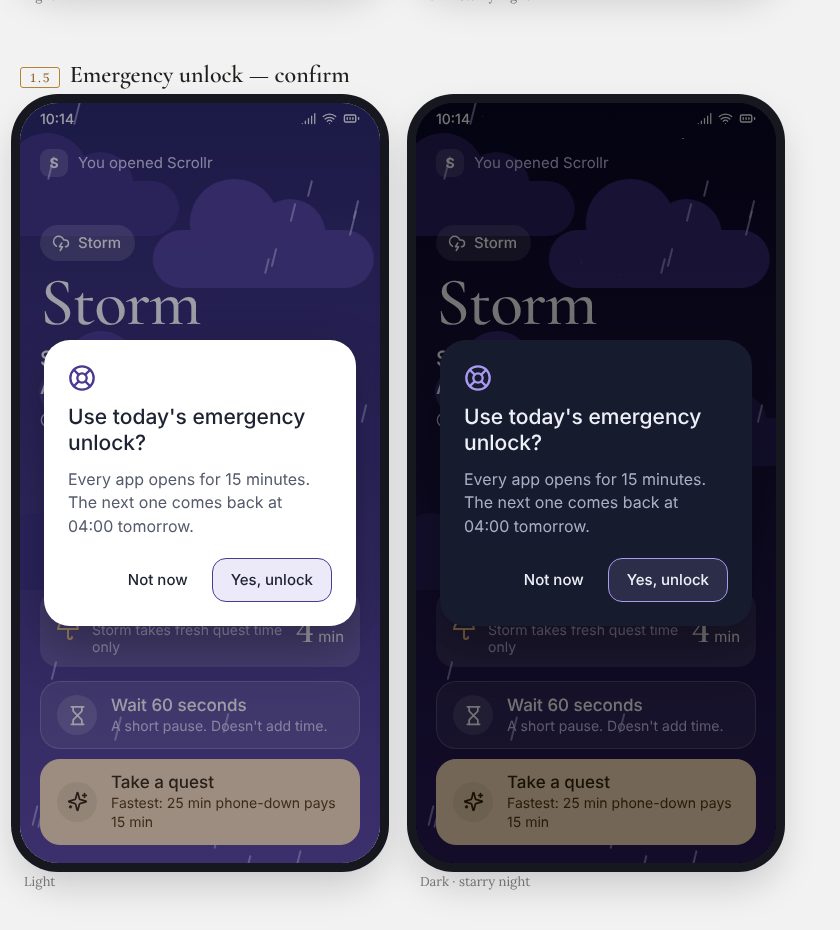 1.5 Emergency unlock — confirm
10:14
S You opened Scrollr
Storm
Storm
Use today's emergency
unlock?
Every app opens for 15 minutes.
The next one comes back at
04:00 tomorrow.
Not now Yes, unlock
Storm takes fresh quest time
only
4 min
Wait 60 seconds
A short pause. Doesn't add time.
Take a quest
Fastest: 25 min phone-down pays
15 min
Light
10:14
S You opened Scrollr
Storm
Storm
Use today's emergency
unlock?
Every app opens for 15 minutes.
The next one comes back at
04:00 tomorrow.
Not now Yes, unlock
Storm takes fresh quest time
only
4 min
Wait 60 seconds
A short pause. Doesn't add time.
Take a quest
Fastest: 25 min phone-down pays
15 min
Dark · starry night